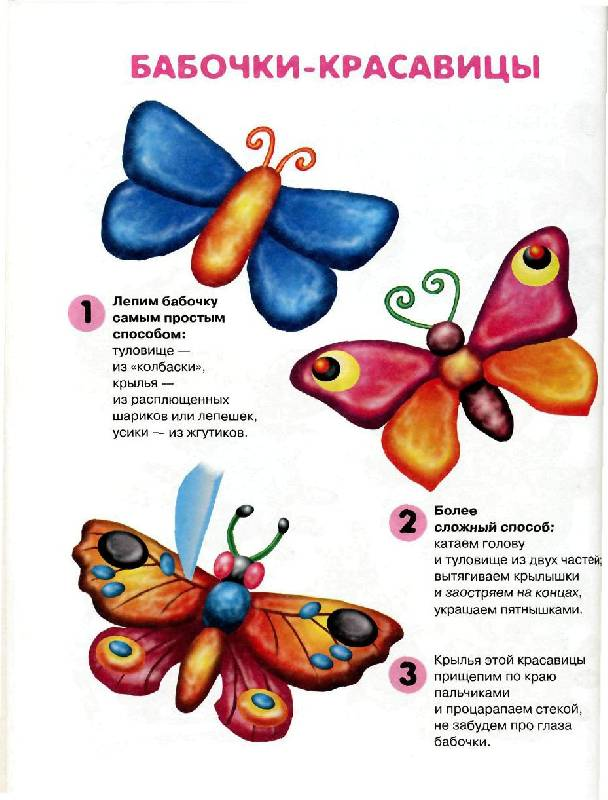 БАБОЧКИ-КРАСАВИЦЫ
1
Лепим бабочку
самым простым
способом:
туловище —
из «колбаски»,
крылья —
из расплющенных
шариков или лепешек,
усики — из жгутиков.
2
Более
сложный способ:
катаем голову
и туловище из двух частей;
вытягиваем крылышки
и заостряем на концах,
украшаем пятнышками.
3
Крылья этой красавицы
прищепим по краю
пальчиками
и процарапаем стекой,
не забудем про глаза
бабочки.